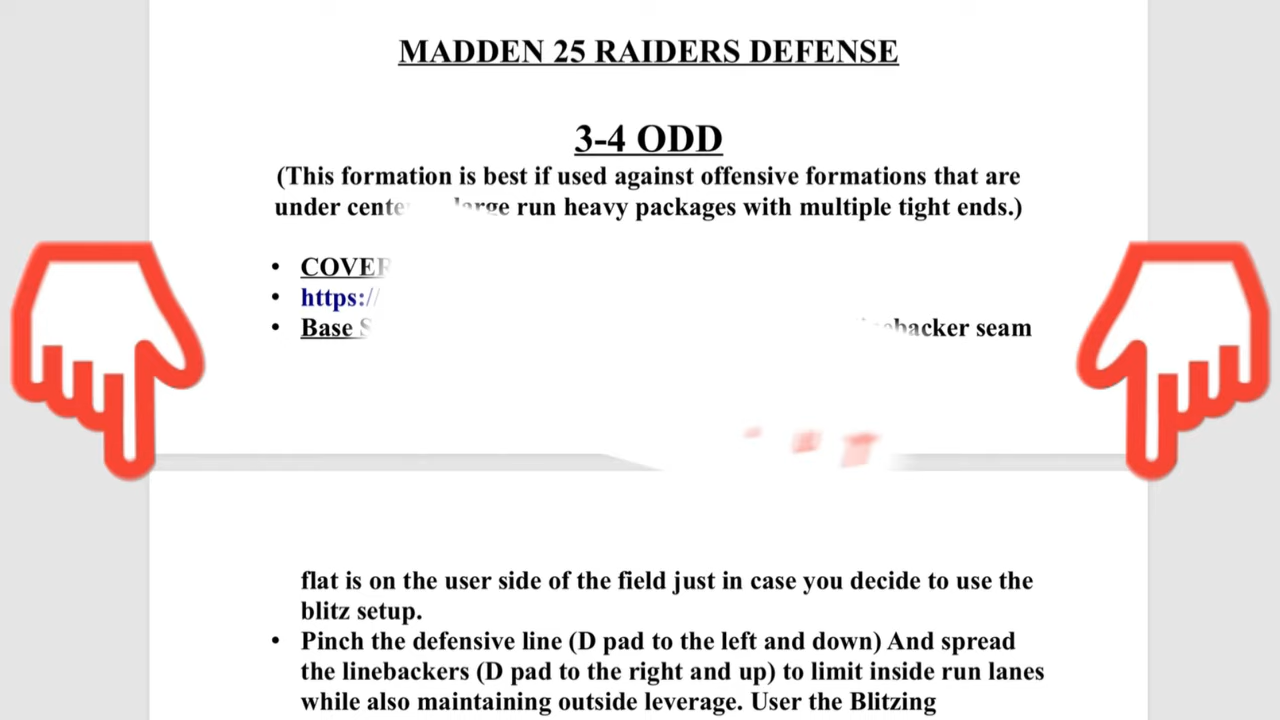 MADDEN 25 RAIDERS DEFENSE
3-4 ODD
(This formation is best if used against offensive formations that are
under run heavy packages with multiple tight ends.)
• 
• https://
• Base seam
flat is on the user side of the field just in case you decide to use the
blitz setup.
• Pinch the defensive line (D pad to the left and down) And spread
the linebackers (D pad to the right and up) to limit inside run lanes
while also maintaining outside leverage. User the Blitzing